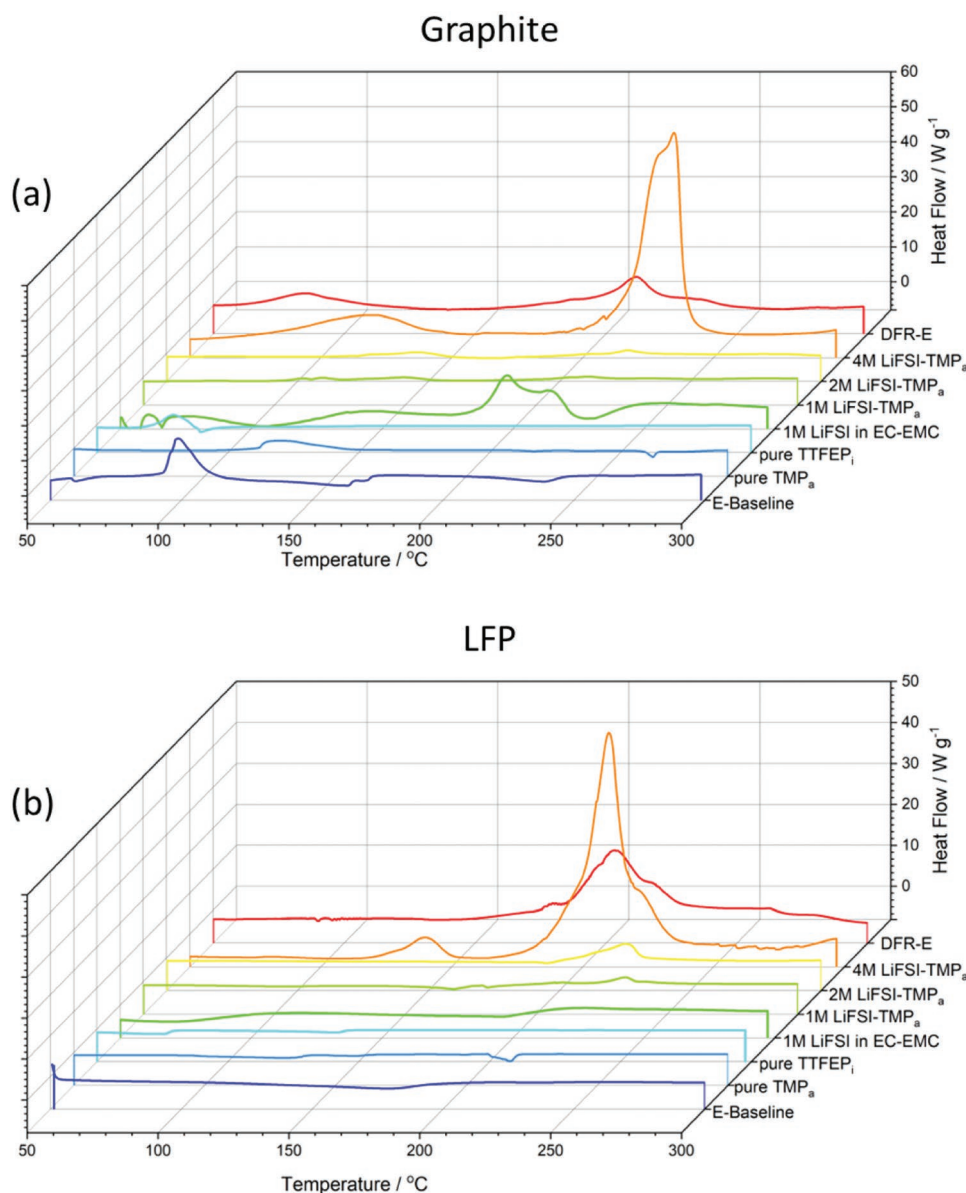 Graphite
(a)
60
50
40
30
20
10
0
Heat Flow / W g⁻¹
DFR-E
4M LiFSI-TMPₐ
2M LiFSI-TMPₐ
1M LiFSI-TMPₐ
1M LiFSI in EC-EMC
pure TTFEPᵢ
pure TMPₐ
E-Baseline
50 100 150 200 250 300
Temperature / °C
LFP
(b)
50
40
30
20
10
0
Heat Flow / W g⁻¹
DFR-E
4M LiFSI-TMPₐ
2M LiFSI-TMPₐ
1M LiFSI-TMPₐ
1M LiFSI in EC-EMC
pure TTFEPᵢ
pure TMPₐ
E-Baseline
50 100 150 200 250 300
Temperature / °C